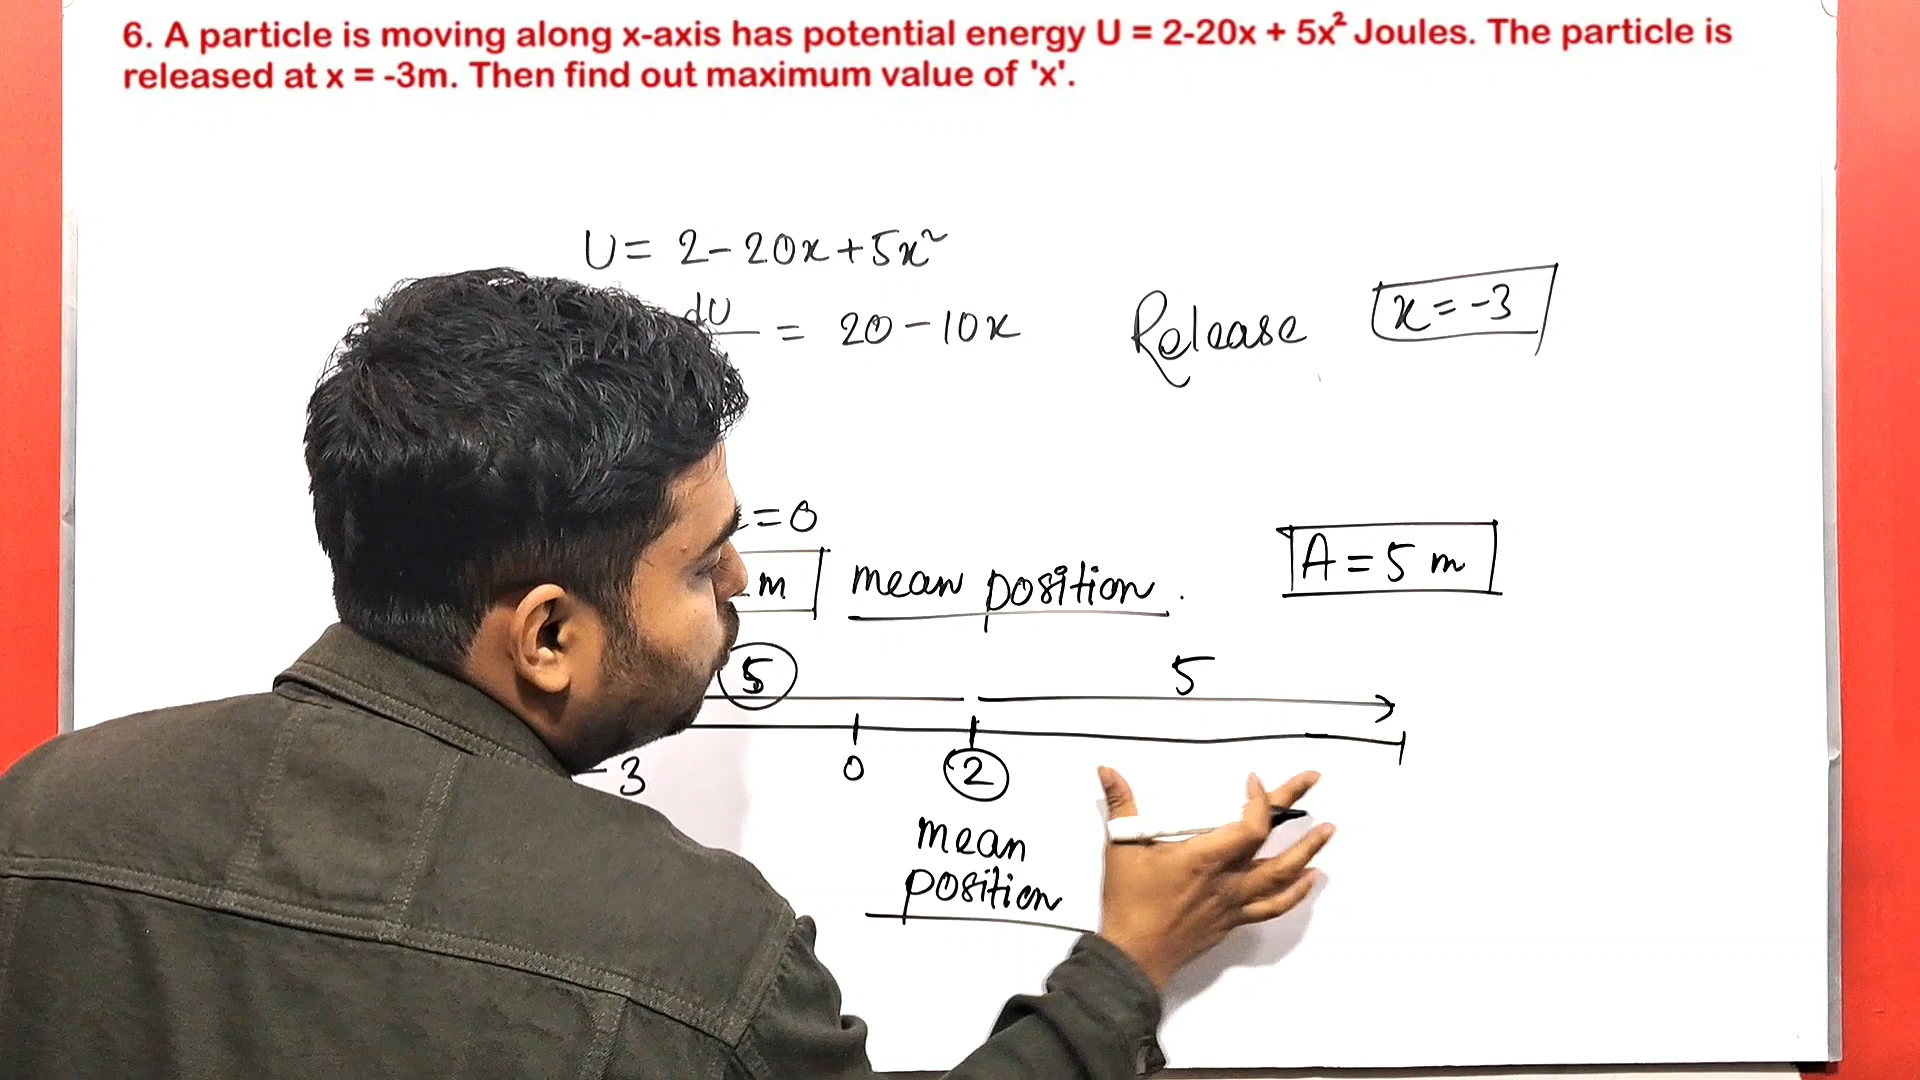 6. A particle is moving along x-axis has potential energy U = 2-20x + 5x² Joules. The particle is
released at x = -3m. Then find out maximum value of 'x'.
U = 2 - 20x + 5x²
dU = 20 - 10x
Release x = -3
= 0
m mean position.
A = 5 m
5 5
-3 0 2
mean
position